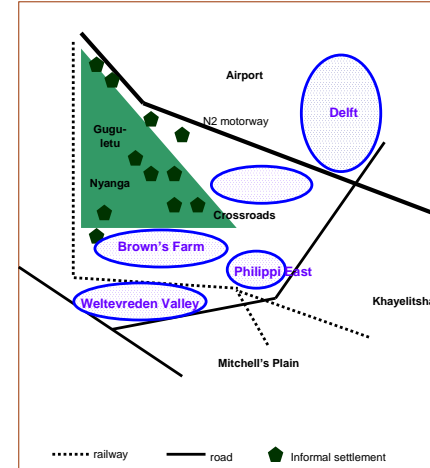 Airport
Delft
N2 motorway
Gugu-
letu
Nyanga
Crossroads
Brown's Farm
Philippi East
Weltevreden Valley
Khayelitsha
Mitchell's Plain
railway
road
Informal settlement